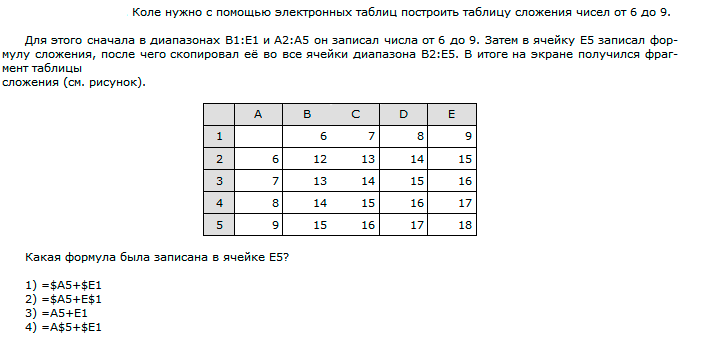 Коле нужно с помощью электронных таблиц построить таблицу сложения чисел от 6 до 9.
Для этого сначала в диапазонах B1:E1 и A2:A5 он записал числа от 6 до 9. Затем в ячейку E5 записал фор-
мулу сложения, после чего скопировал её во все ячейки диапазона B2:E5. В итоге на экране получился фраг-
мент таблицы
сложения (см. рисунок).
A B C D E
1 6 7 8 9
2 6 12 13 14 15
3 7 13 14 15 16
4 8 14 15 16 17
5 9 15 16 17 18
Какая формула была записана в ячейке E5?
1) =$A5+$E1
2) =$A5+E$1
3) =A5+E1
4) =A$5+$E1